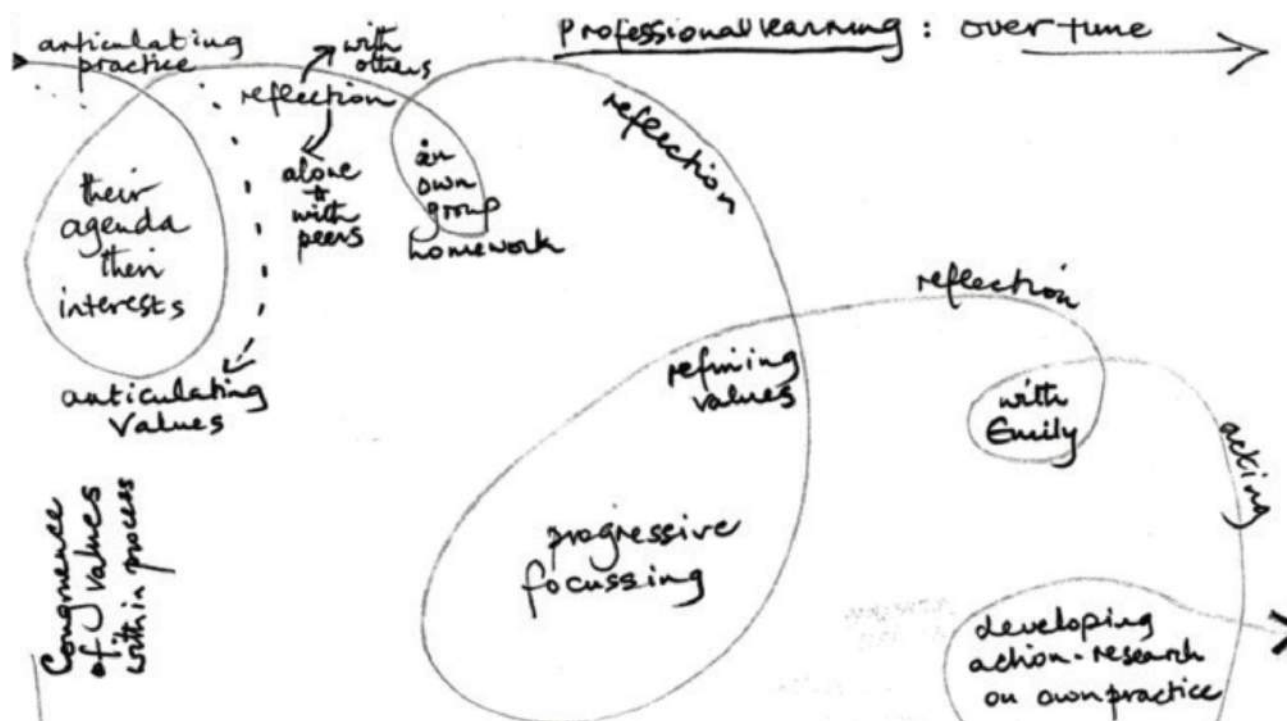 Professional learning : over time
articulating
practice
with
others
reflection
alone
+
with
peers
their
agenda
their
interests
articulating
values
in
own
group
homework
reflection
refining
values
progressive
focussing
reflection
with
Emily
acting
developing
action-research
on own practice
Congruence
of values
within process